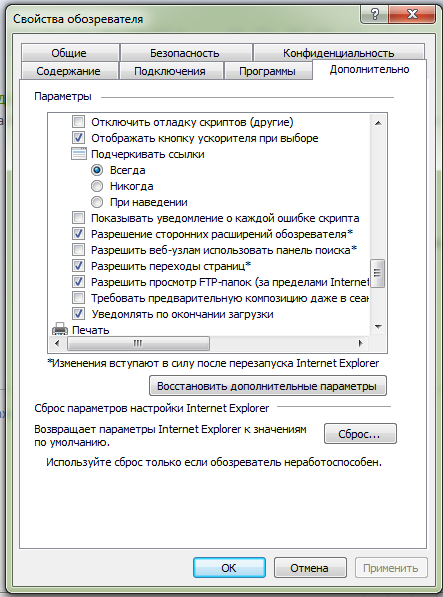 Свойства обозревателя
Общие Безопасность Конфиденциальность
Содержание Подключения Программы Дополнительно
Параметры
Отключить отладку скриптов (другие)
Отображать кнопку ускорителя при выборе
Подчеркивать ссылки
Всегда
Никогда
При наведении
Показывать уведомление о каждой ошибке скрипта
Разрешение сторонних расширений обозревателя*
Разрешить веб-узлам использовать панель поиска*
Разрешить переходы страниц*
Разрешить просмотр FTP-папок (за пределами Internet
Требовать предварительную композицию даже в сеан
Уведомлять по окончании загрузки
Печать
*Изменения вступают в силу после перезапуска Internet Explorer
Восстановить дополнительные параметры
Сброс параметров настройки Internet Explorer
Возвращает параметры Internet Explorer к значениям
по умолчанию.
Сброс...
Используйте сброс только если обозреватель неработоспособен.
ОК Отмена Применить